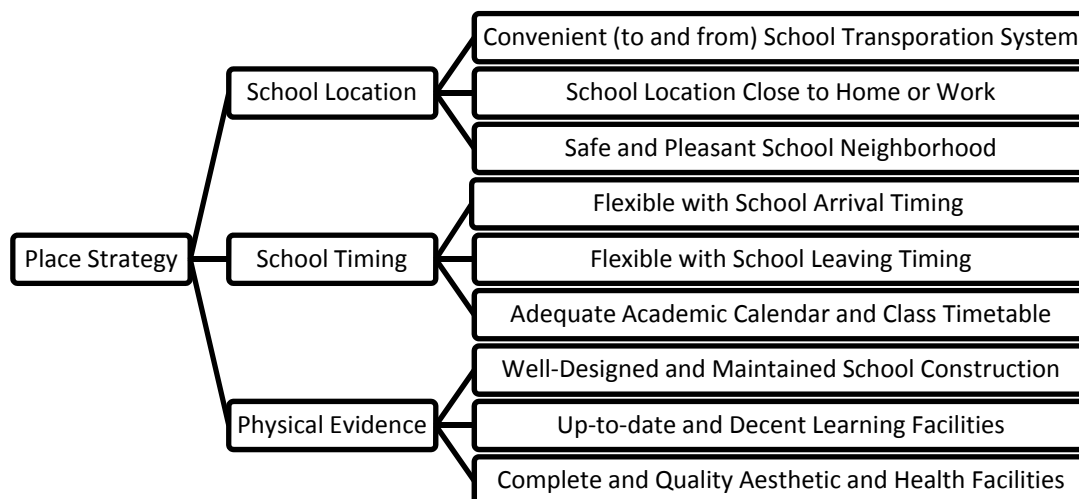 Convenient (to and from) School Transporation System
School Location
School Location Close to Home or Work
Safe and Pleasant School Neighborhood
Flexible with School Arrival Timing
Place Strategy
School Timing
Flexible with School Leaving Timing
Adequate Academic Calendar and Class Timetable
Well-Designed and Maintained School Construction
Physical Evidence
Up-to-date and Decent Learning Facilities
Complete and Quality Aesthetic and Health Facilities